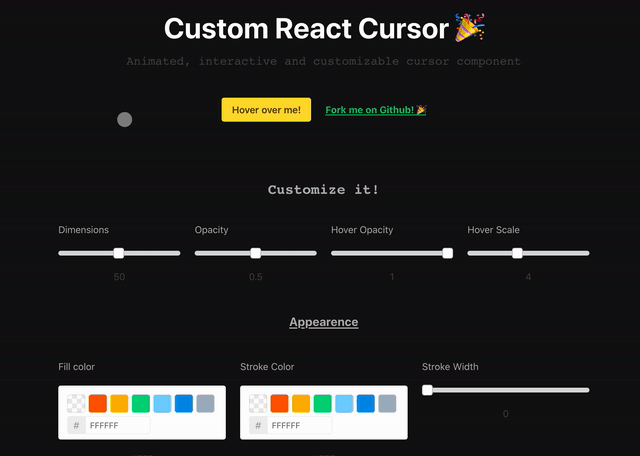 Custom React Cursor 🎉
Animated, interactive and customizable cursor component
Hover over me! Fork me on Github! 🎉
Customize it!
Dimensions Opacity Hover Opacity Hover Scale
50 0.5 1 4
Appearence
Fill color Stroke Color Stroke Width
# FFFFFF # FFFFFF 0